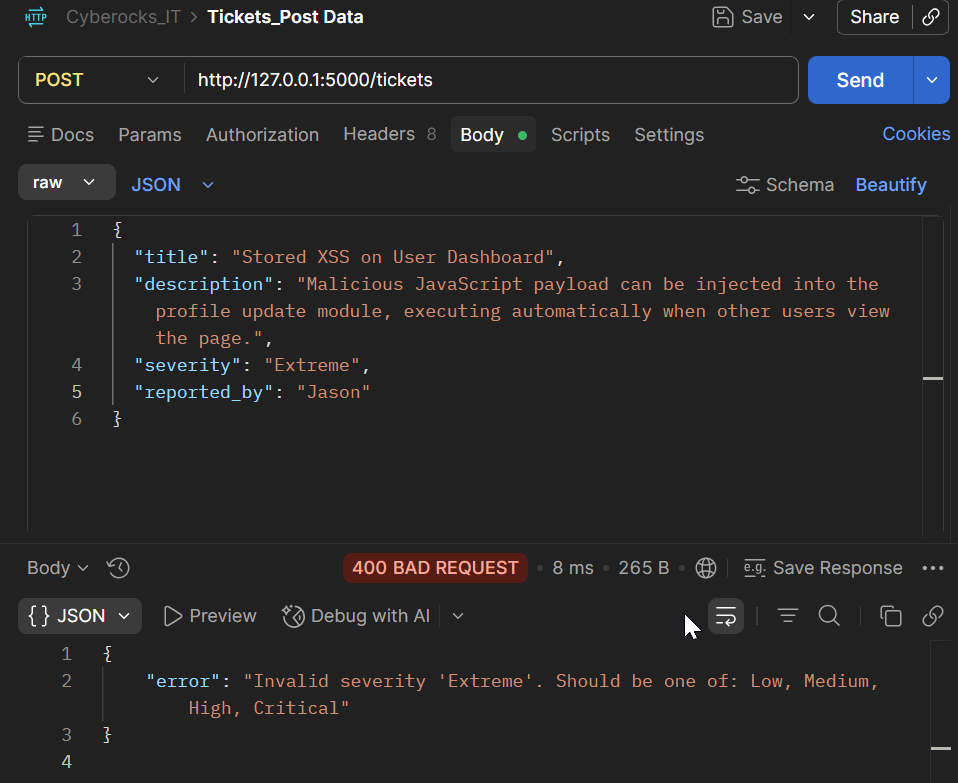 HTTP Cyberocks_IT > Tickets_Post Data Save Share
POST http://127.0.0.1:5000/tickets Send
Docs Params Authorization Headers 8 Body Scripts Settings Cookies
raw JSON Schema Beautify
1 {
2 "title": "Stored XSS on User Dashboard",
3 "description": "Malicious JavaScript payload can be injected into the
profile update module, executing automatically when other users view
the page.",
4 "severity": "Extreme",
5 "reported_by": "Jason"
6 }
Body 400 BAD REQUEST • 8 ms • 265 B • e.g. Save Response
{} JSON Preview Debug with AI
1 {
2 "error": "Invalid severity 'Extreme'. Should be one of: Low, Medium,
High, Critical"
3 }
4